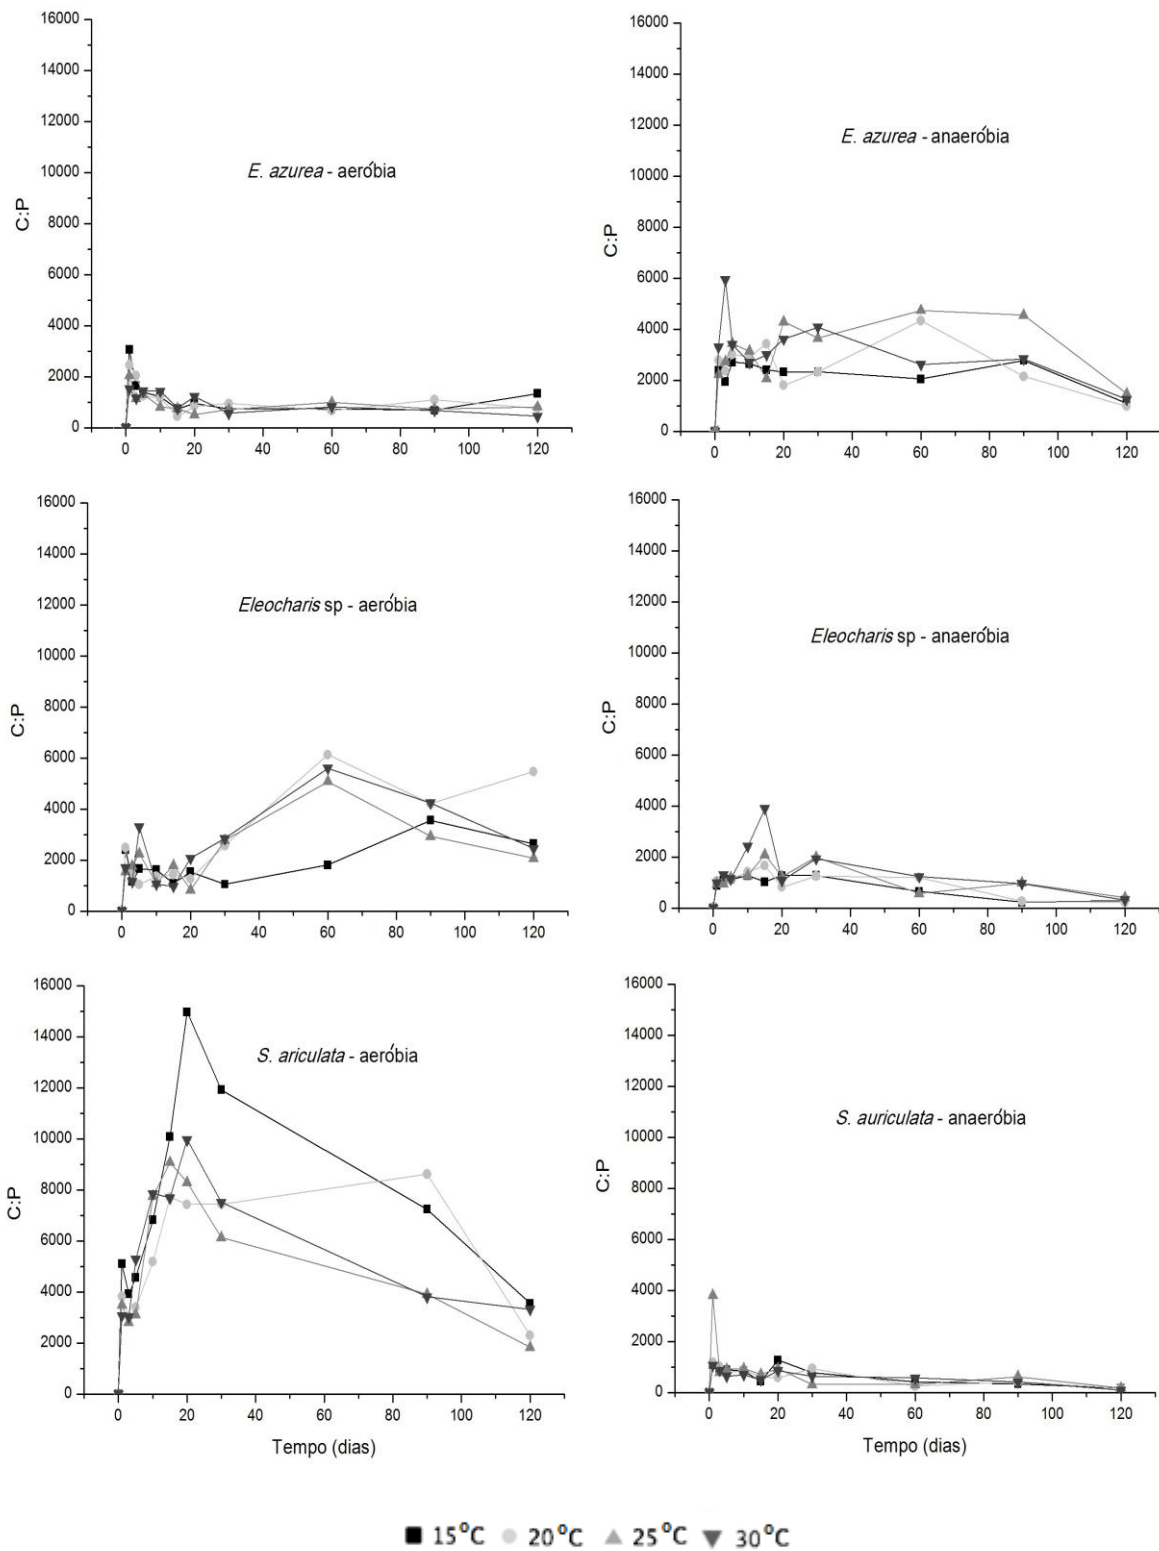 16000
14000
12000
10000
8000
6000
4000
2000
0
C:P
E. azurea - aeróbia
0 20 40 60 80 100 120
16000
14000
12000
10000
8000
6000
4000
2000
0
C:P
E. azurea - anaeróbia
0 20 40 60 80 100 120
16000
14000
12000
10000
8000
6000
4000
2000
0
C:P
Eleocharis sp - aeróbia
0 20 40 60 80 100 120
16000
14000
12000
10000
8000
6000
4000
2000
0
C:P
Eleocharis sp - anaeróbia
0 20 40 60 80 100 120
16000
14000
12000
10000
8000
6000
4000
2000
0
C:P
S. ariculata - aeróbia
0 20 40 60 80 100 120
Tempo (dias)
16000
14000
12000
10000
8000
6000
4000
2000
0
C:P
S. auriculata - anaeróbia
0 20 40 60 80 100 120
Tempo (dias)
15°C 20°C 25°C 30°C